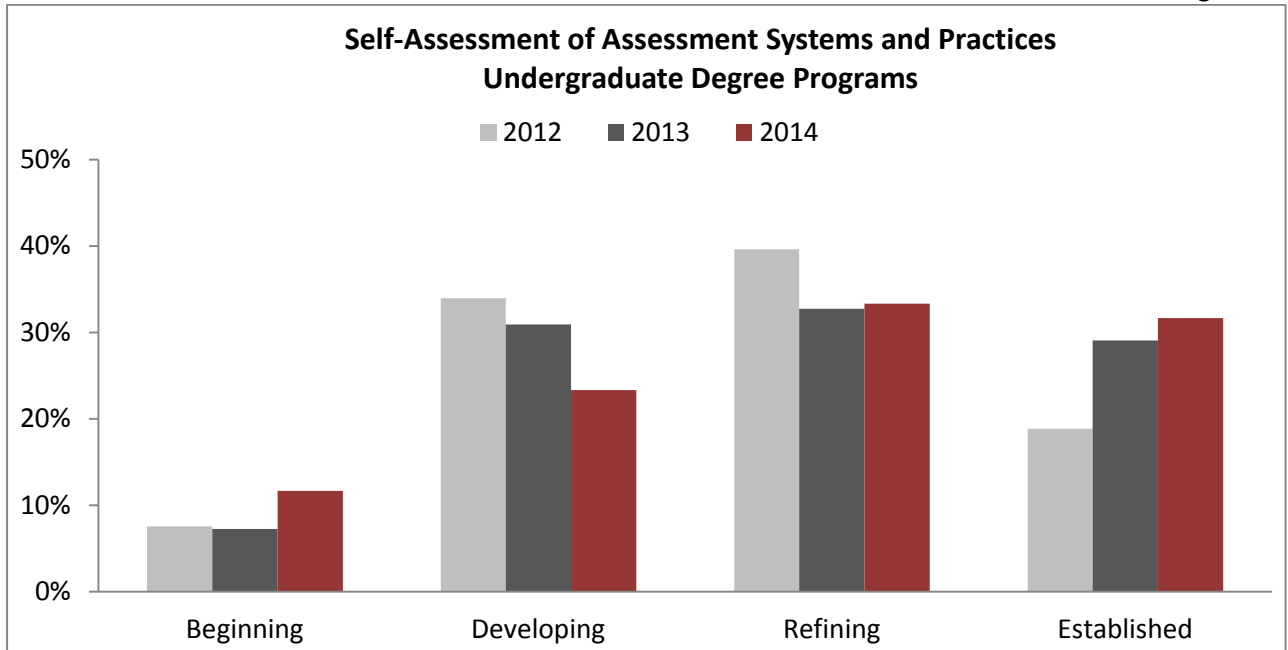 Self-Assessment of Assessment Systems and Practices
Undergraduate Degree Programs
2012 2013 2014
50%
40%
30%
20%
10%
0%
Beginning Developing Refining Established